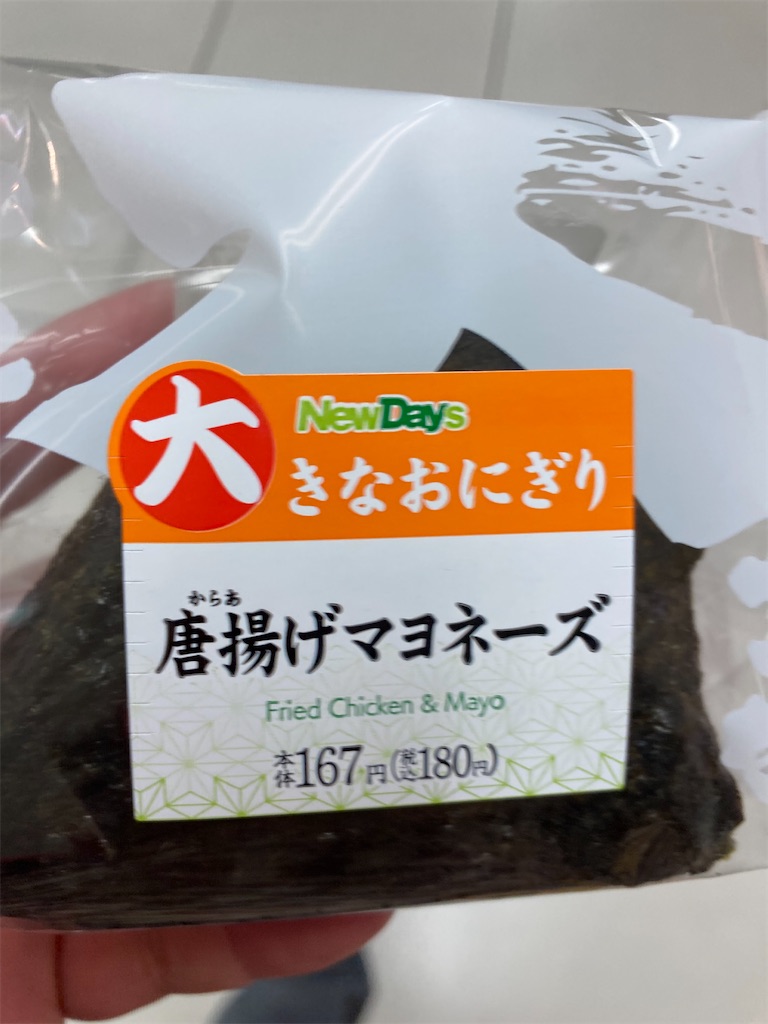 NewDays
大きなおにぎり
からあ
唐揚げマヨネーズ
Fried Chicken & Mayo
本体167円(税込180円)